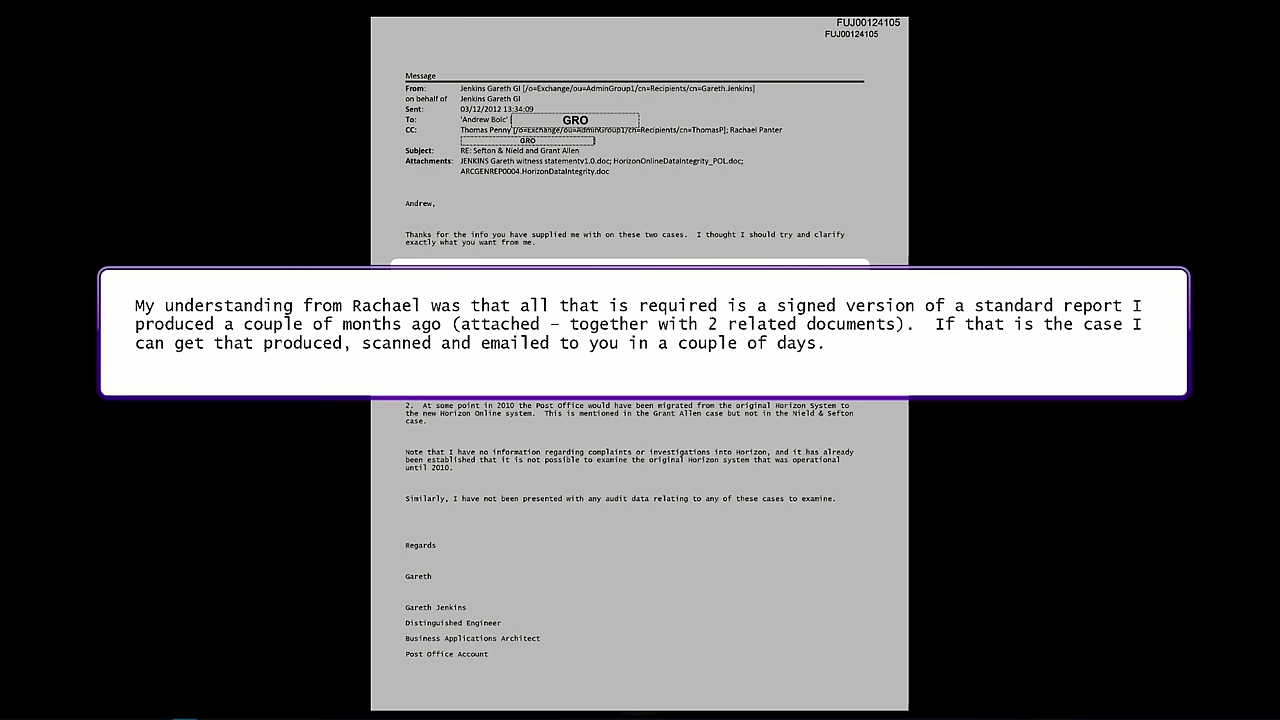 FUJ00124105
FUJ00124105
Message
From: Jenkins Gareth GI [/o=Exchange/ou=AdminGroup1/cn=Recipients/cn=Gareth.Jenkins]
on behalf of Jenkins Gareth GI
Sent: 03/12/2012 13:34:09
To: 'Andrew Bolc' [ GRO
CC: Thomas Penny [/o=Exchange/ou=AdminGroup1/cn=Recipients/cn=ThomasP]; Rachael Panter
GRO ]
Subject: RE: Sefton & Nield and Grant Allen
Attachments: JENKINS Gareth witness statementv1.0.doc; HorizonOnlineDataIntegrity_POL.doc;
ARCGENREP0004.HorizonDataIntegrity.doc
Andrew,
Thanks for the info you have supplied me with on these two cases. I thought I should try and clarify
exactly what you want from me.
My understanding from Rachael was that all that is required is a signed version of a standard report I
produced a couple of months ago (attached – together with 2 related documents). If that is the case I
can get that produced, scanned and emailed to you in a couple of days.
2. At some point in 2010 the Post Office would have been migrated from the original Horizon System to
the new Horizon Online system. This is mentioned in the Grant Allen case but not in the Nield & Sefton
case.
Note that I have no information regarding complaints or investigations into Horizon, and it has already
been established that it is not possible to examine the original Horizon system that was operational
until 2010.
Similarly, I have not been presented with any audit data relating to any of these cases to examine.
Regards
Gareth
Gareth Jenkins
Distinguished Engineer
Business Applications Architect
Post Office Account